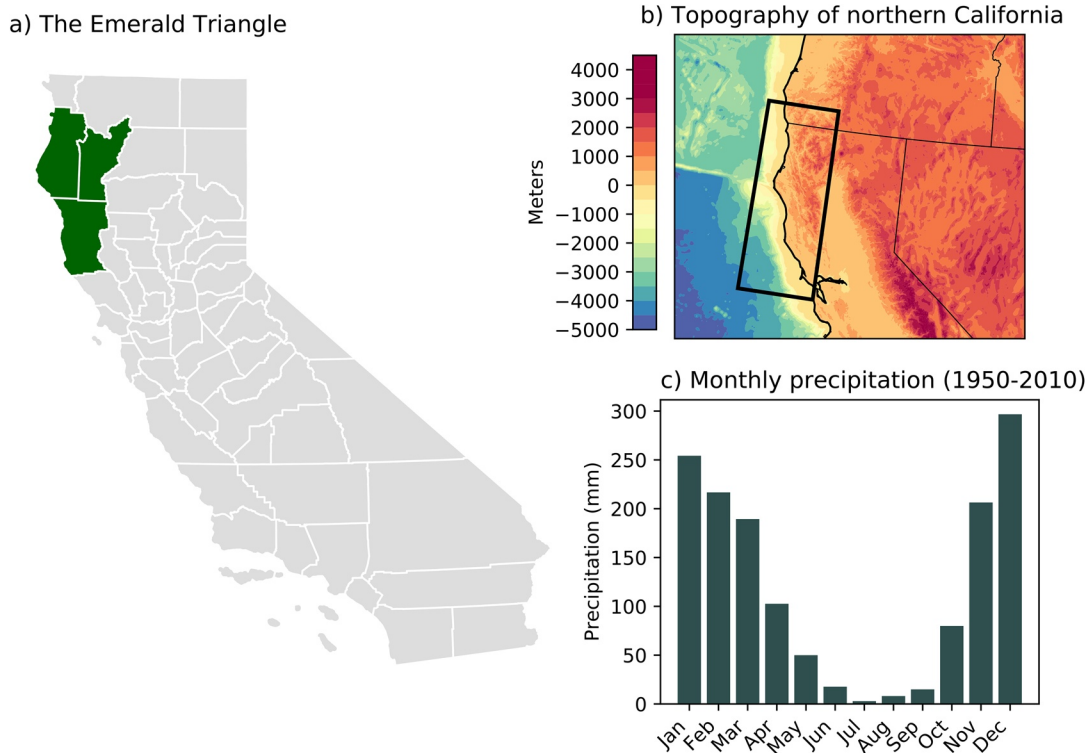 a) The Emerald Triangle
b) Topography of northern California
4000
3000
2000
1000
0
−1000
−2000
−3000
−4000
−5000
Meters
c) Monthly precipitation (1950-2010)
300
250
200
150
100
50
0
Precipitation (mm)
Jan
Feb
Mar
Apr
May
Jun
Jul
Aug
Sep
Oct
Nov
Dec